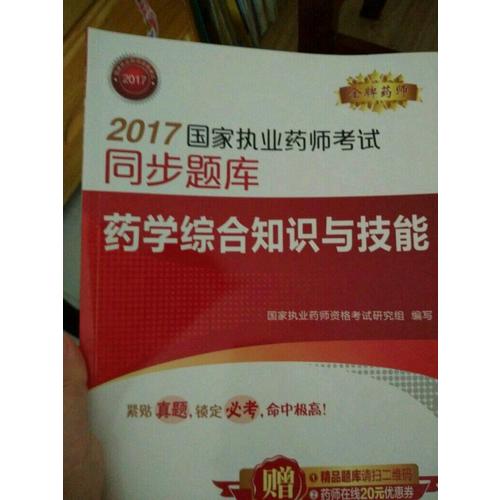 2017
金牌药师
2017国家执业药师考试
同步题库
药学综合知识与技能
国家执业药师资格考试研究组 编写
紧贴真题,锁定必考,命中极高!
赠
①精品题库请扫二维码
②药师在线20元优惠券